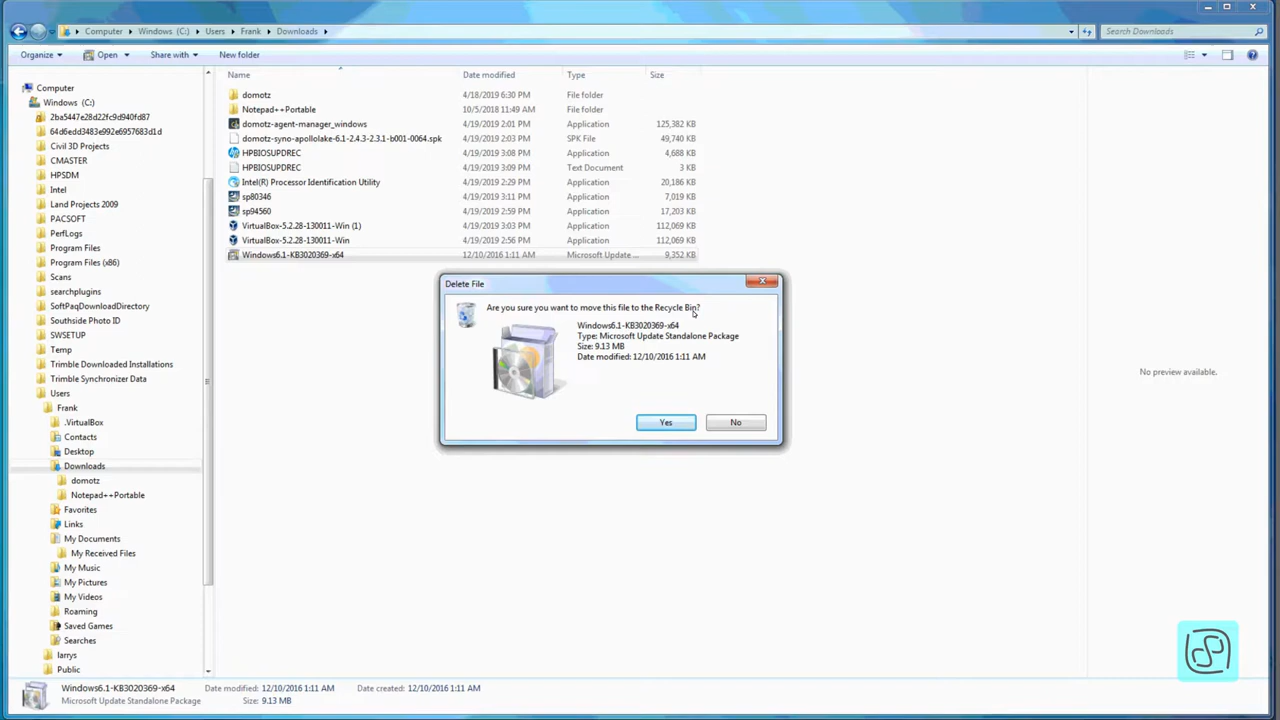 Computer Windows (C:) Users Frank Downloads
Search Downloads
Organize Open Share with New folder
Name Date modified Type Size
domotz 4/18/2019 6:30 PM File folder
Notepad++Portable 10/5/2018 11:49 AM File folder
domotz-agent-manager_windows 4/19/2019 2:01 PM Application 125,382 KB
domotz-syno-apollolake-6.1-2.4.3-2.3.1-b001-0064.spk 4/19/2019 2:03 PM SPK File 49,740 KB
HPBIOSUPDREC 4/19/2019 3:08 PM Application 4,688 KB
HPBIOSUPDREC 4/19/2019 3:09 PM Text Document 3 KB
Intel(R) Processor Identification Utility 4/19/2019 2:29 PM Application 20,186 KB
sp80346 4/19/2019 3:11 PM Application 7,019 KB
sp94560 4/19/2019 2:59 PM Application 17,203 KB
VirtualBox-5.2.28-130011-Win (1) 4/19/2019 3:03 PM Application 112,069 KB
VirtualBox-5.2.28-130011-Win 4/19/2019 2:56 PM Application 112,069 KB
Windows6.1-KB3020369-x64 12/10/2016 1:11 AM Microsoft Update ... 9,352 KB
Computer
Windows (C:)
2ba5447e28d22fc9d940fd87
64d6edd3483e992e6957683d1d
Civil 3D Projects
CMASTER
HPSDM
Intel
Land Projects 2009
PACSOFT
PerfLogs
Program Files
Program Files (x86)
Scans
searchplugins
SoftPaqDownloadDirectory
Southside Photo ID
SWSETUP
Temp
Trimble Downloaded Installations
Trimble Synchronizer Data
Users
Frank
.VirtualBox
Contacts
Desktop
Downloads
domotz
Notepad++Portable
Favorites
Links
My Documents
My Received Files
My Music
My Pictures
My Videos
Roaming
Saved Games
Searches
larrys
Public
Delete File
Are you sure you want to move this file to the Recycle Bin?
Windows6.1-KB3020369-x64
Type: Microsoft Update Standalone Package
Size: 9.13 MB
Date modified: 12/10/2016 1:11 AM
Yes No
No preview available.
Windows6.1-KB3020369-x64 Date modified: 12/10/2016 1:11 AM Date created: 12/10/2016 1:11 AM
Microsoft Update Standalone Package Size: 9.13 MB